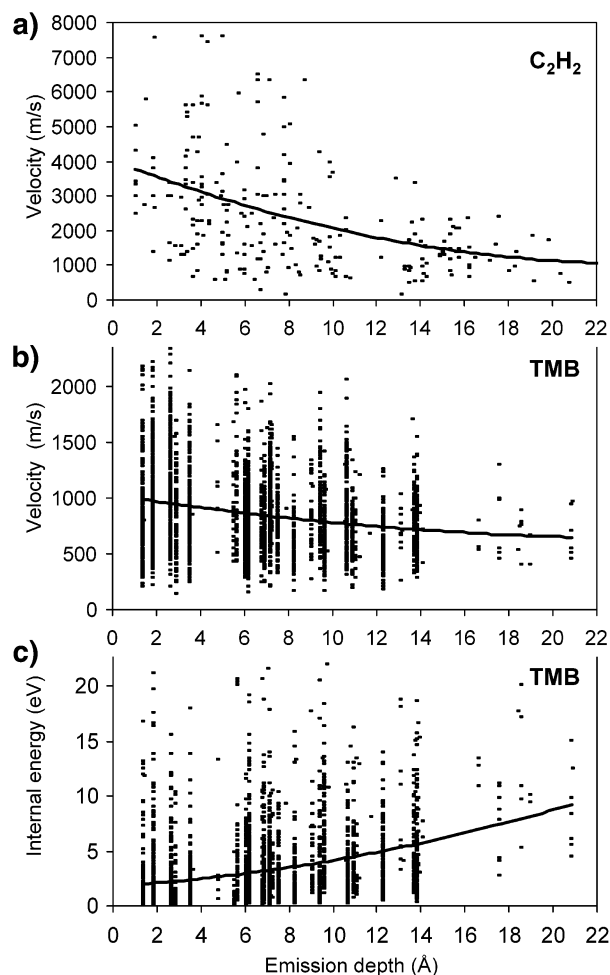 a)
C₂H₂
Velocity (m/s)
8000
7000
6000
5000
4000
3000
2000
1000
0
0 2 4 6 8 10 12 14 16 18 20 22
b)
TMB
Velocity (m/s)
2000
1500
1000
500
0
0 2 4 6 8 10 12 14 16 18 20 22
c)
TMB
Internal energy (eV)
20
15
10
5
0
0 2 4 6 8 10 12 14 16 18 20 22
Emission depth (Å)